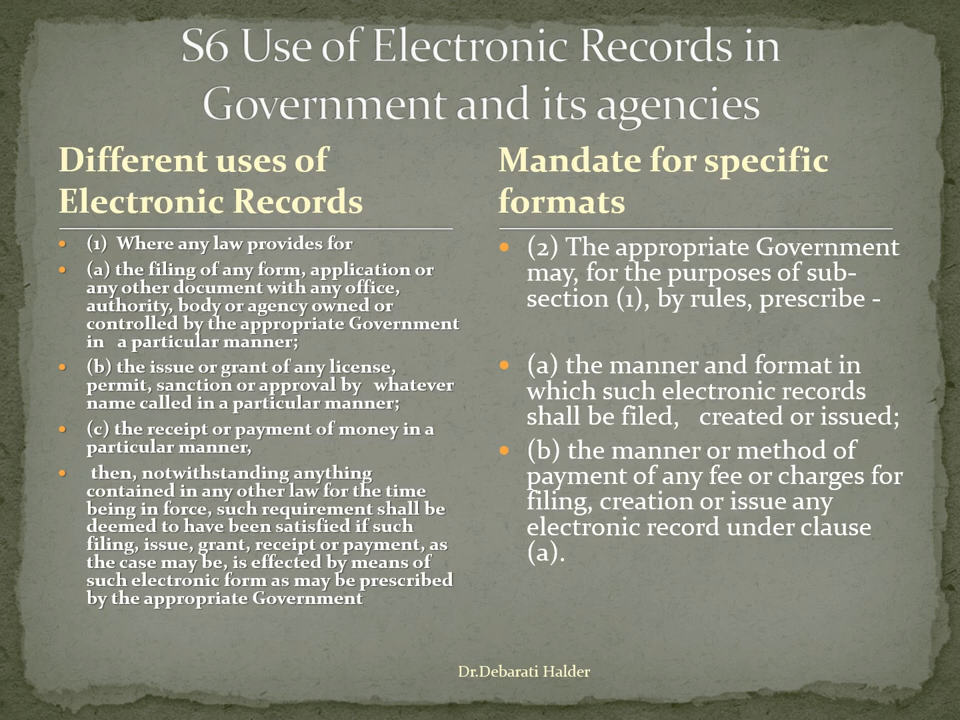 S6 Use of Electronic Records in
Government and its agencies
Different uses of
Electronic Records
• (1)  Where any law provides for
• (a) the filing of any form, application or
any other document with any office,
authority, body or agency owned or
controlled by the appropriate Government
in   a particular manner;
• (b) the issue or grant of any license,
permit, sanction or approval by   whatever
name called in a particular manner;
• (c) the receipt or payment of money in a
particular manner,
•  then, notwithstanding anything
contained in any other law for the time
being in force, such requirement shall be
deemed to have been satisfied if such
filing, issue, grant, receipt or payment, as
the case may be, is effected by means of
such electronic form as may be prescribed
by the appropriate Government
Mandate for specific
formats
• (2) The appropriate Government
may, for the purposes of sub-
section (1), by rules, prescribe -
• (a) the manner and format in
which such electronic records
shall be filed,   created or issued;
• (b) the manner or method of
payment of any fee or charges for
filing, creation or issue any
electronic record under clause
(a).
Dr.Debarati Halder